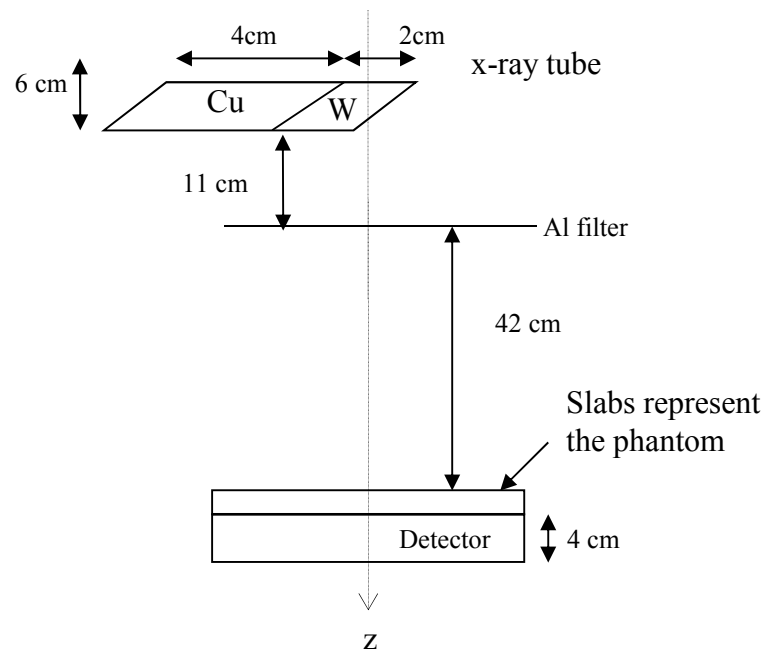 4cm
2cm
x-ray tube
6 cm
Cu
W
11 cm
Al filter
42 cm
Slabs represent
the phantom
Detector
4 cm
z